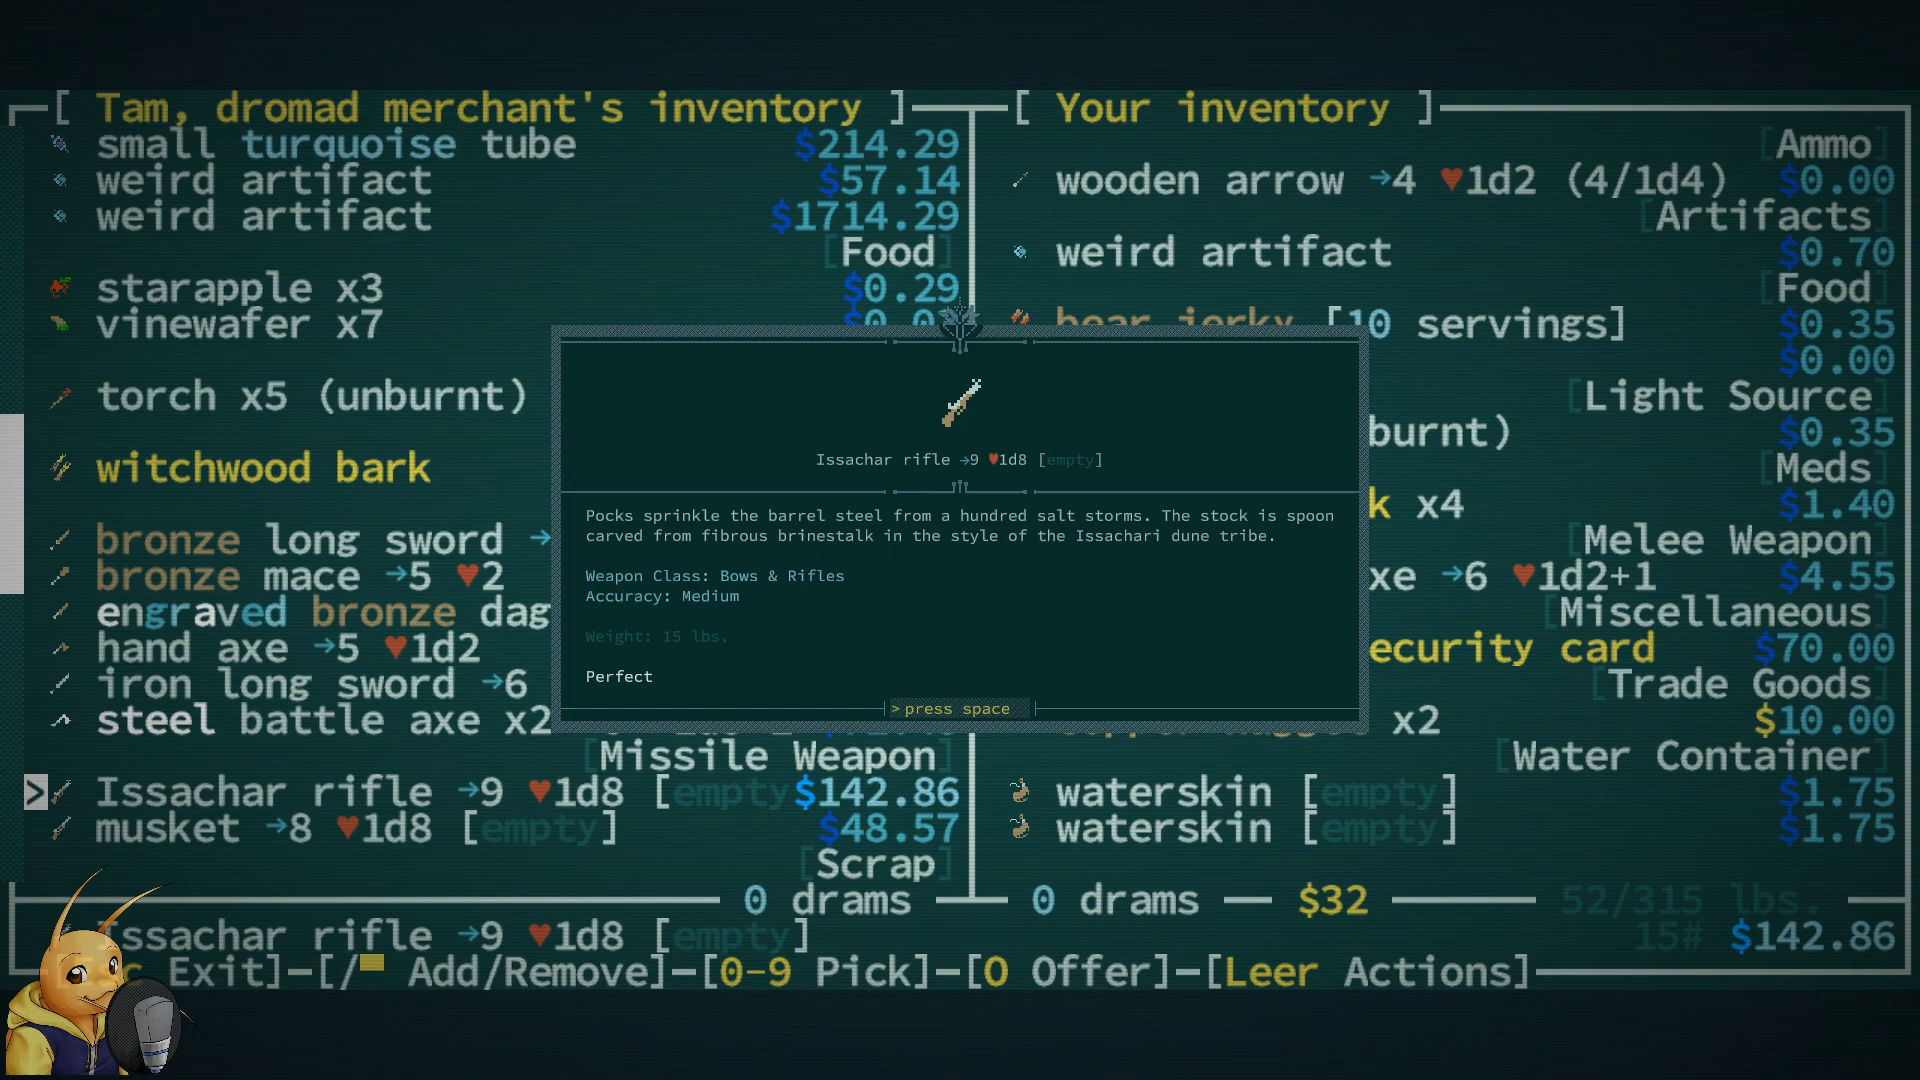 [ Tam, dromad merchant's inventory ]
small turquoise tube $214.29
weird artifact $57.14
weird artifact $1714.29
[Food]
starapple x3 $0.29
vinewafer x7
torch x5 (unburnt)
witchwood bark
bronze long sword →
bronze mace →5 ♥2
engraved bronze dag
hand axe →5 ♥1d2
iron long sword →6
steel battle axe x2
[Missile Weapon]
> Issachar rifle →9 ♥1d8 [empty $142.86
musket →8 ♥1d8 [empty] $48.57
[Scrap]
0 drams
[ Your inventory ]
[Ammo]
wooden arrow →4 ♥1d2 (4/1d4) $0.00
[Artifacts]
weird artifact $0.70
[Food]
bear jerky [10 servings] $0.35
$0.00
[Light Source]
burnt) $0.35
[Meds]
k x4 $1.40
[Melee Weapon]
xe →6 ♥1d2+1 $4.55
[Miscellaneous]
ecurity card $70.00
[Trade Goods]
x2 $10.00
[Water Container]
waterskin [empty] $1.75
waterskin [empty] $1.75
0 drams $32 52/315 lbs.
Issachar rifle →9 ♥1d8 [empty 
Pocks sprinkle the barrel steel from a hundred salt storms. The stock is spoon
carved from fibrous brinestalk in the style of the Issachari dune tribe.
Weapon Class: Bows & Rifles
Accuracy: Medium
Weight: 15 lbs.
Perfect
>press space
ssachar rifle →9 ♥1d8 [empty] 15# $142.86
c Exit]-[/ Add/Remove]-[0-9 Pick]-[O Offer]-[Leer Actions]